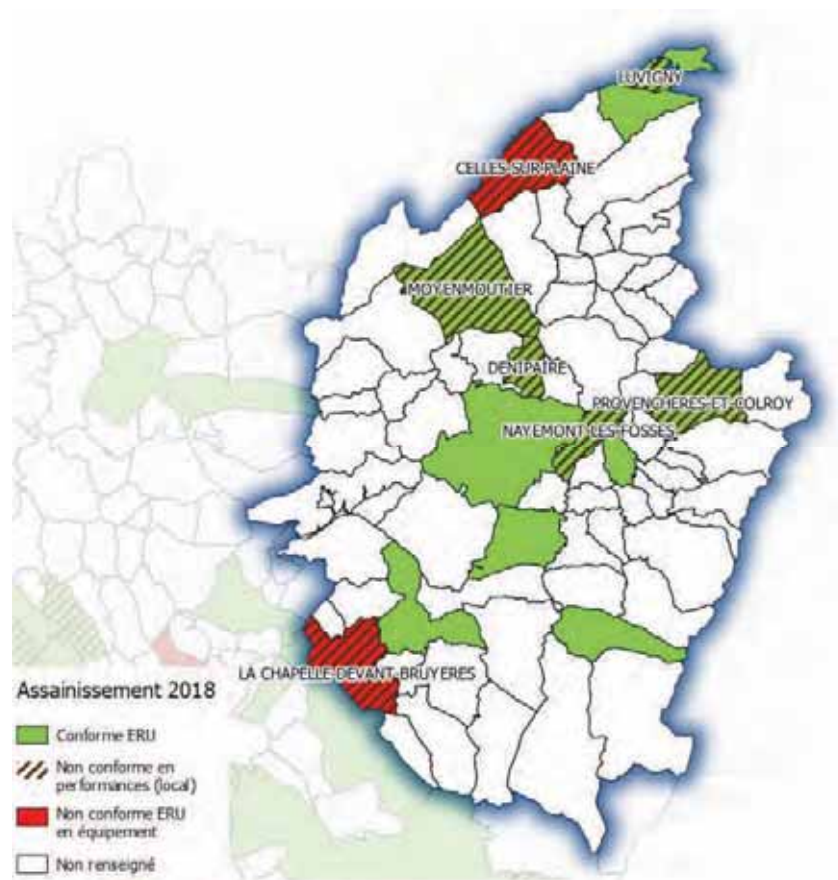 LUVIGNY
CELLES-SUR-PLAINE
MOYENMOUTIER
DENIPAIRE
PROVENCHERES-ET-COLROY
NAYEMONT-LES-FOSSES
LA CHAPELLE-DEVANT-BRUYERES
Assainissement 2018
Conforme ERU
Non conforme en
performances (local)
Non conforme ERU
en équipement
Non renseigné